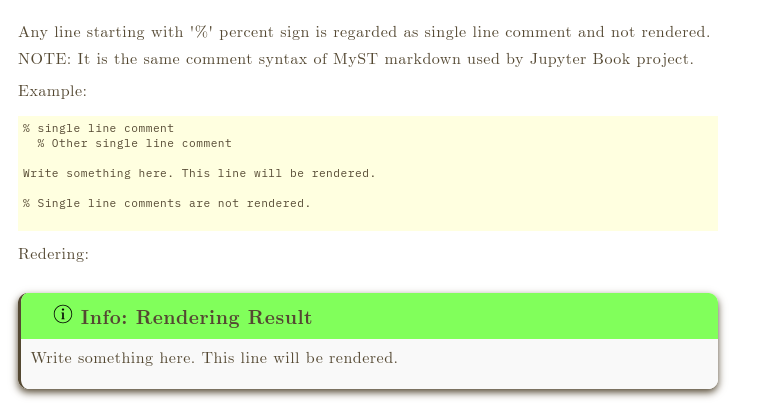 Any line starting with '%' percent sign is regarded as single line comment and not rendered.
NOTE: It is the same comment syntax of MyST markdown used by Jupyter Book project.
Example:
% single line comment
  % Other single line comment
Write something here. This line will be rendered.
% Single line comments are not rendered.
Redering:
Info: Rendering Result
Write something here. This line will be rendered.